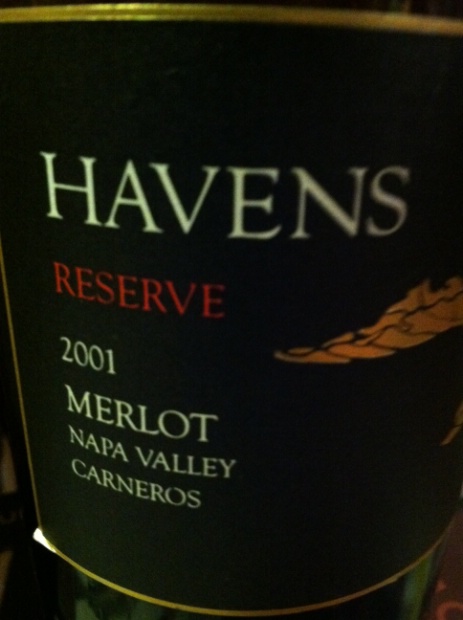 HAVENS
RESERVE
2001
MERLOT
NAPA VALLEY
CARNEROS